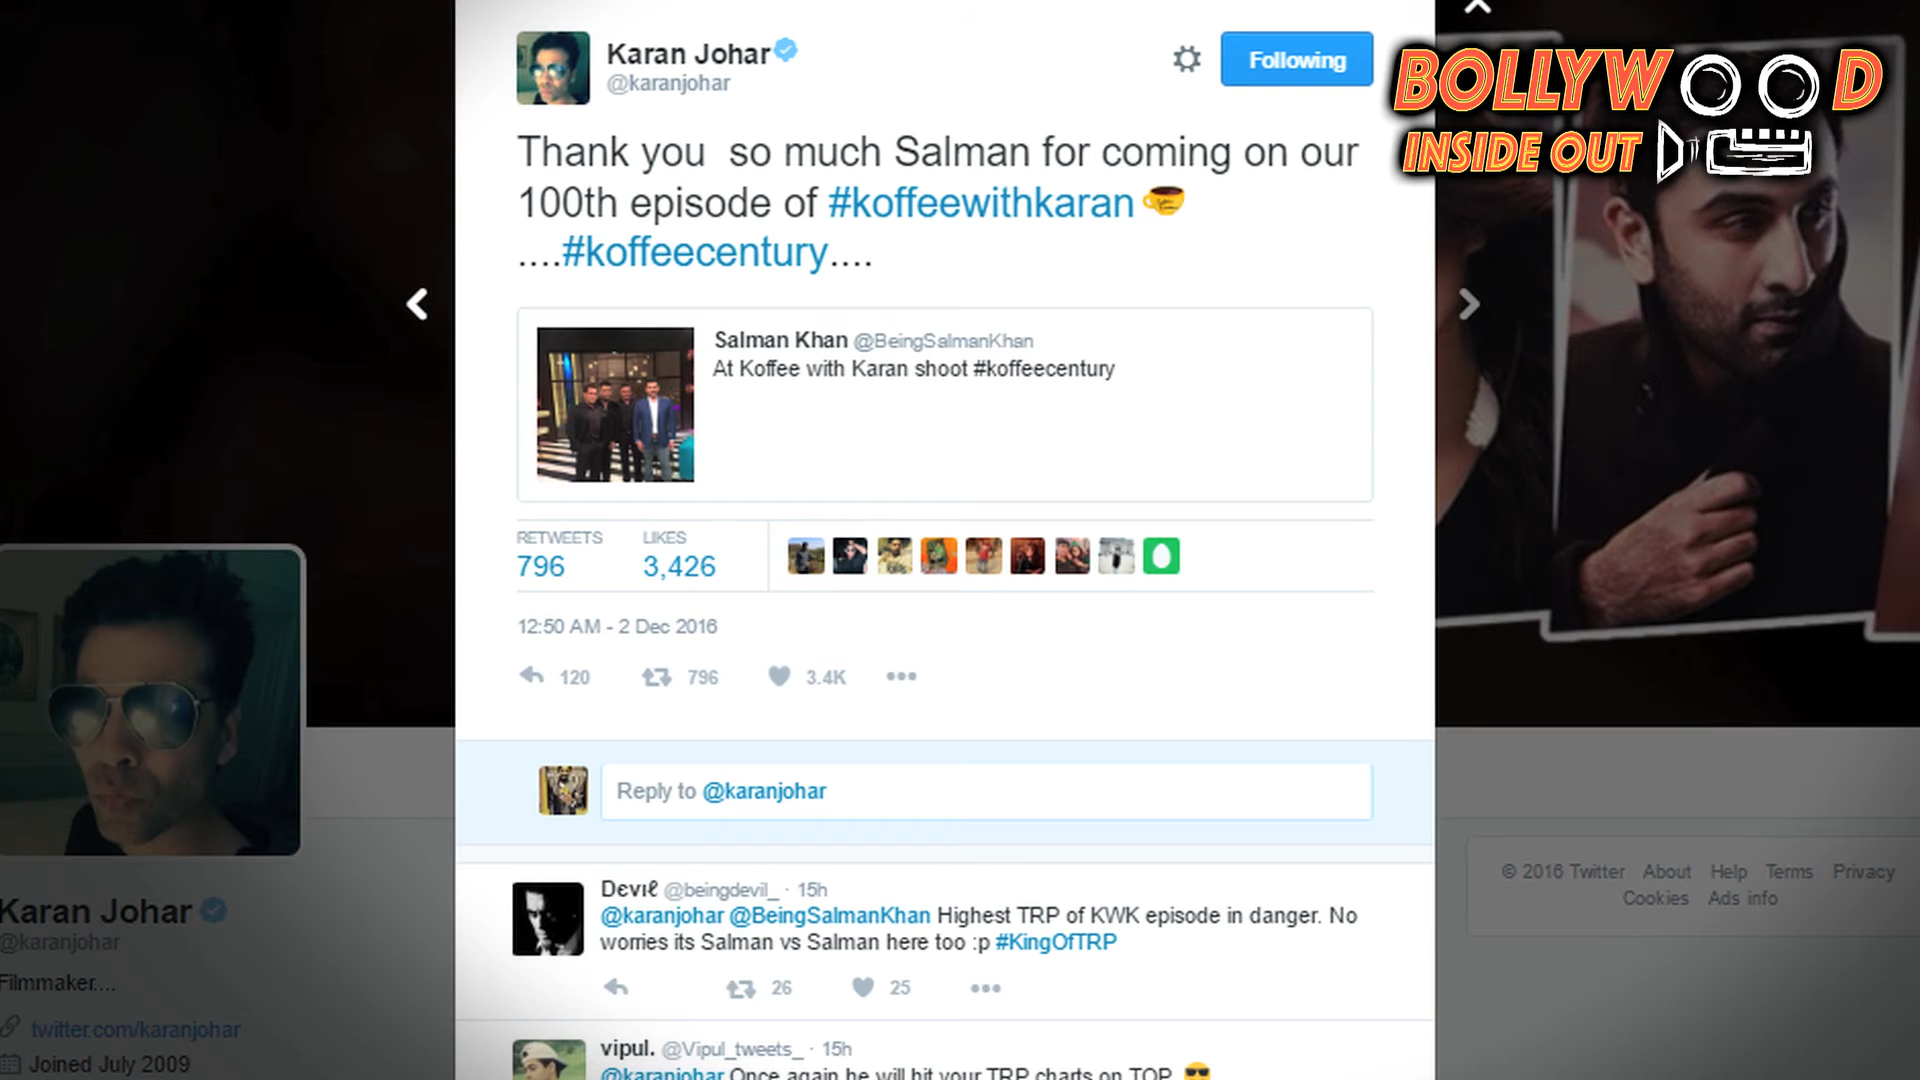 BOLLYWOOD
INSIDE OUT
Karan Johar
@karanjohar
Following
Thank you so much Salman for coming on our
100th episode of #koffeewithkaran
....#koffeecentury....
Salman Khan @BeingSalmanKhan
At Koffee with Karan shoot #koffeecentury
RETWEETS LIKES
796 3,426
12:50 AM - 2 Dec 2016
120 796 3.4K
Reply to @karanjohar
Dєvιℓ @beingdevil_ · 15h
@karanjohar @BeingSalmanKhan Highest TRP of KWK episode in danger. No
worries its Salman vs Salman here too :p #KingOfTRP
26 25
vipul. @Vipul_tweets_ · 15h
@karanjohar Once again he will hit your TRP charts on TOP
Karan Johar
@karanjohar
Filmmaker....
twitter.com/karanjohar
Joined July 2009
© 2016 Twitter About Help Terms Privacy
Cookies Ads info